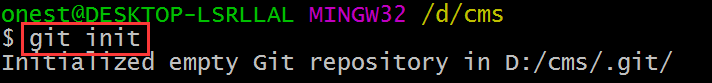 onest@DESKTOP-LSRLLAL MINGW32 /d/cms
$ git init
Initialized empty Git repository in D:/cms/.git/